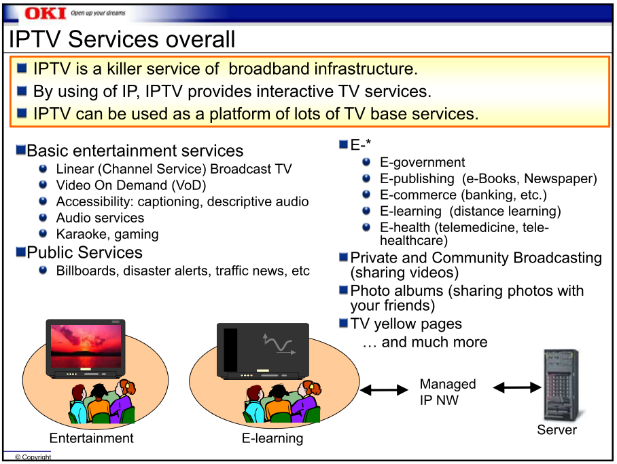 OKI Open up your dreams
IPTV Services overall
IPTV is a killer service of broadband infrastructure.
By using of IP, IPTV provides interactive TV services.
IPTV can be used as a platform of lots of TV base services.
Basic entertainment services
Linear (Channel Service) Broadcast TV
Video On Demand (VoD)
Accessibility: captioning, descriptive audio
Audio services
Karaoke, gaming
Public Services
Billboards, disaster alerts, traffic news, etc
E-*
E-government
E-publishing (e-Books, Newspaper)
E-commerce (banking, etc.)
E-learning (distance learning)
E-health (telemedicine, tele-
healthcare)
Private and Community Broadcasting
(sharing videos)
Photo albums (sharing photos with
your friends)
TV yellow pages
… and much more
Managed
IP NW
Server
Entertainment
E-learning
© Copyright